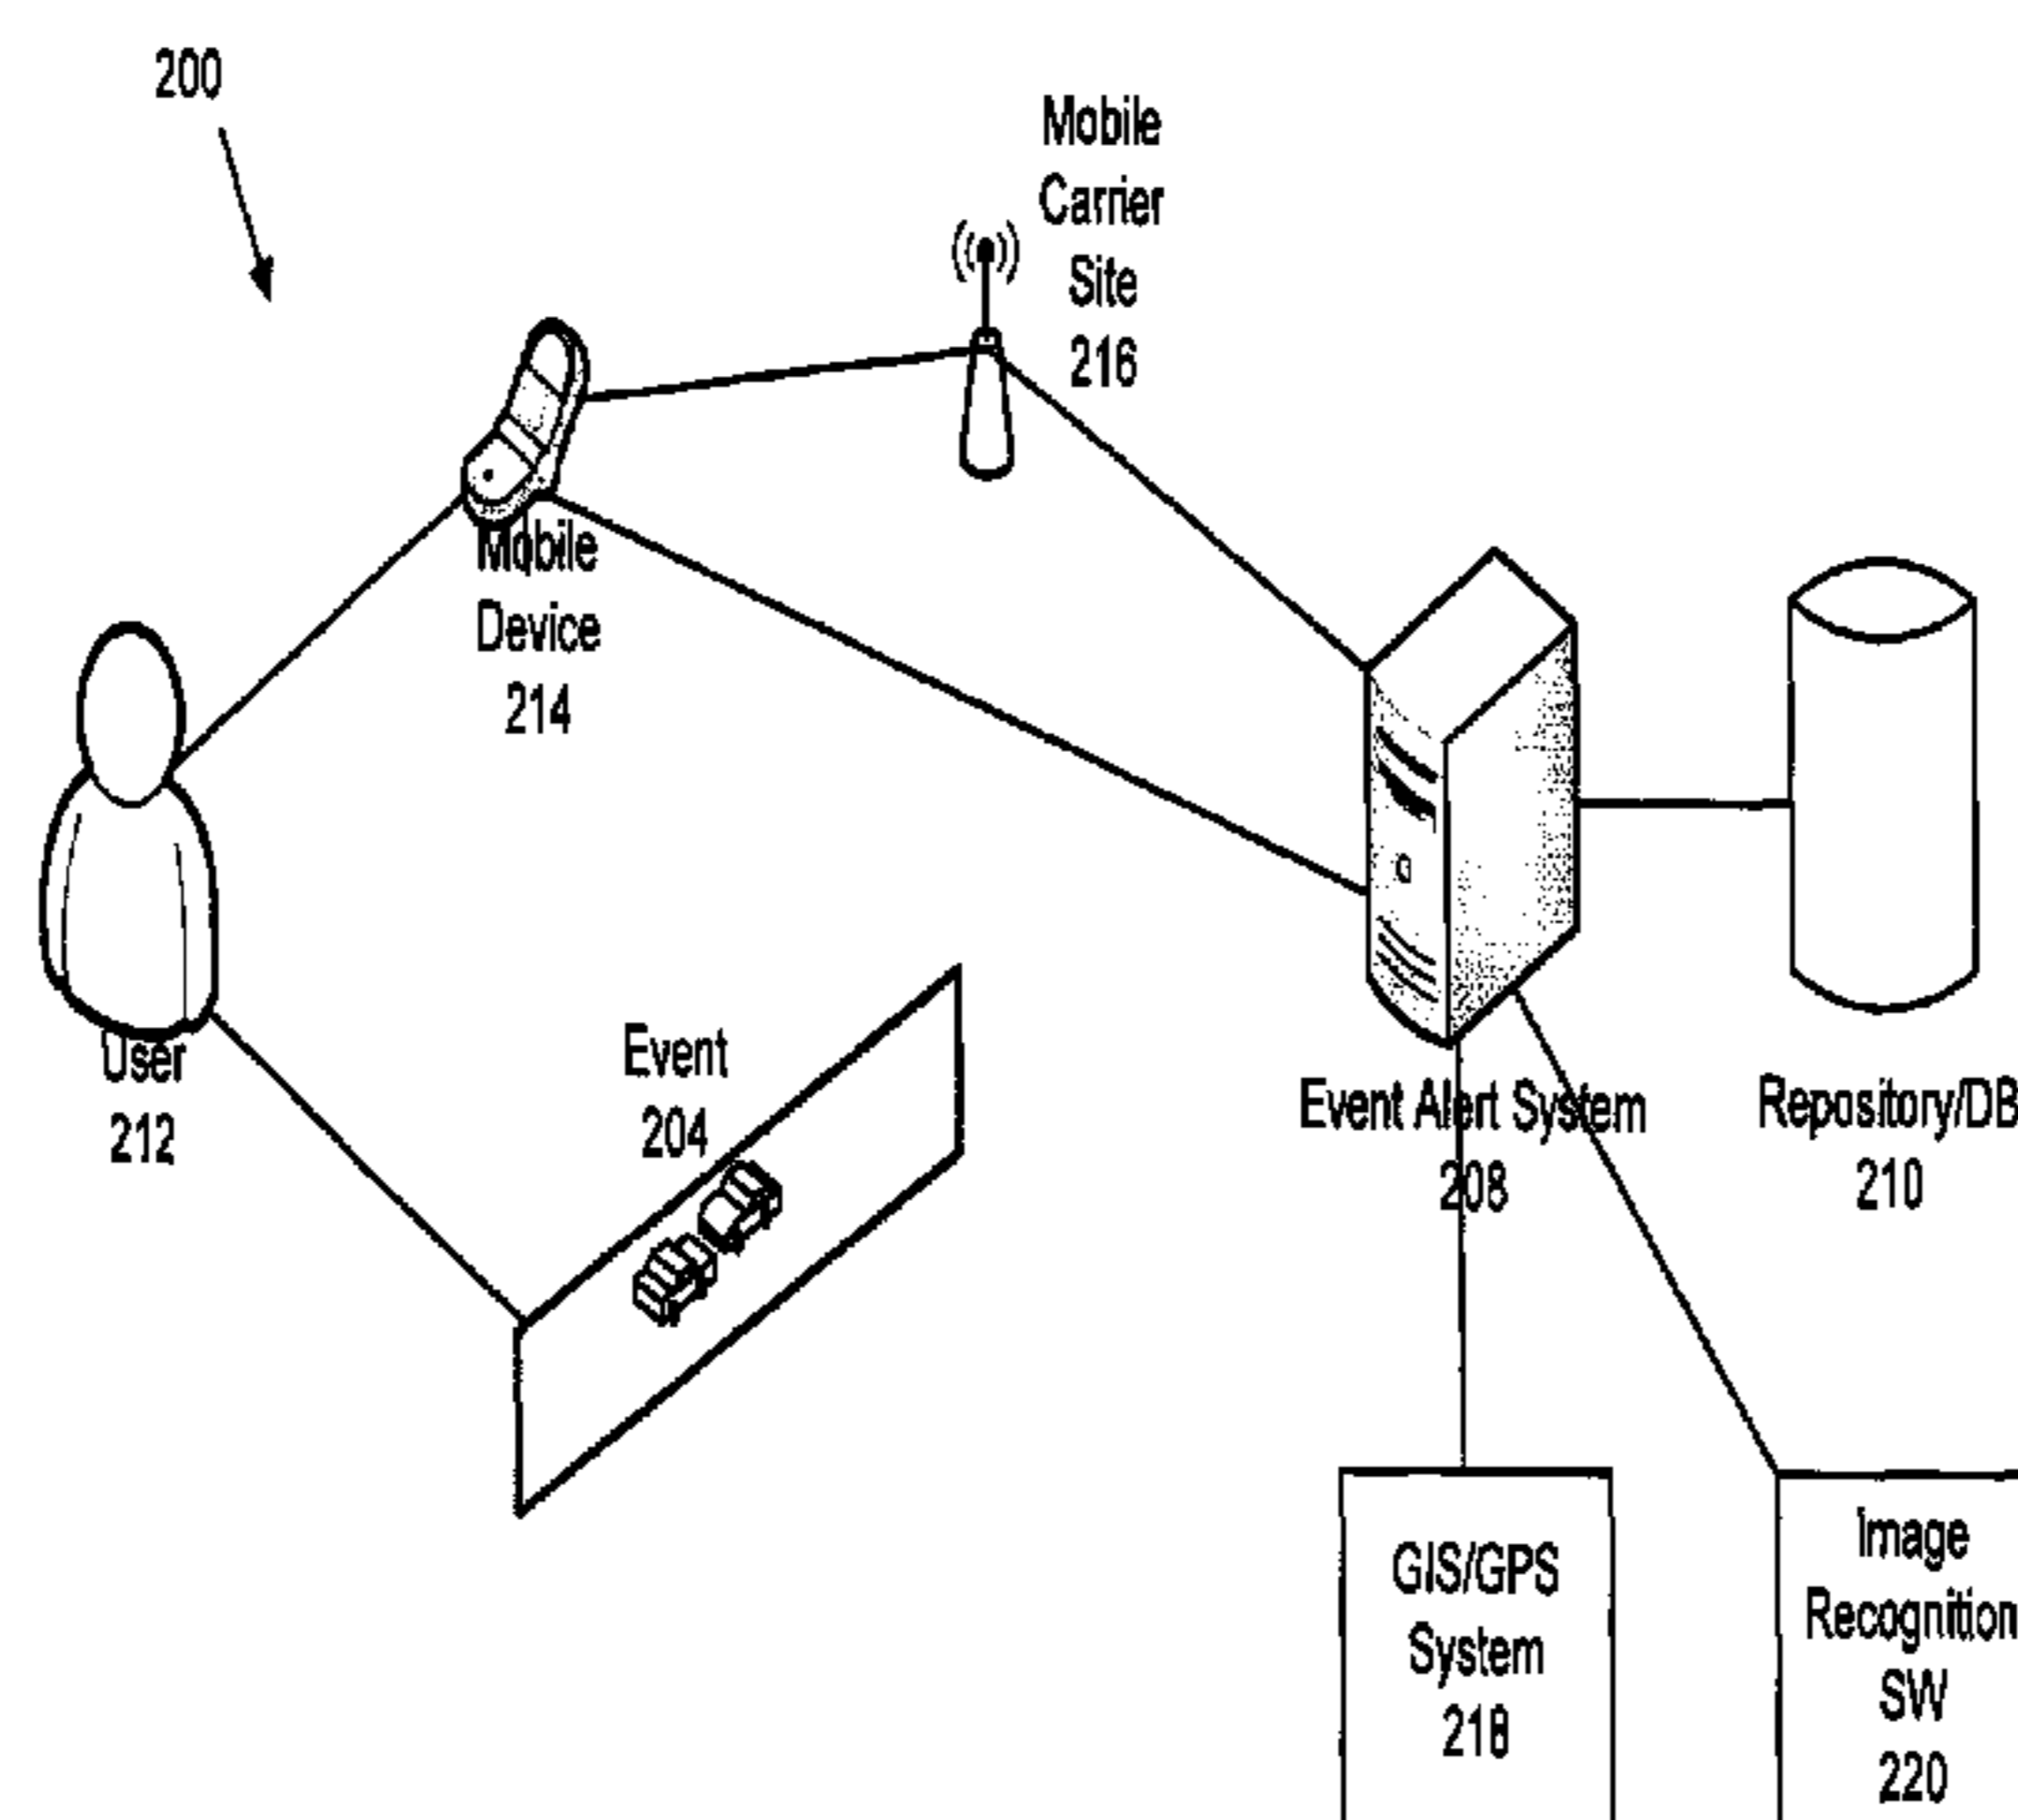 200
Mobile
Carrier
Site
216
Mobile
Device
214
User
212
Event
204
Event Alert System
208
Repository/DB
210
GIS/GPS
System
218
Image
Recognition
SW
220